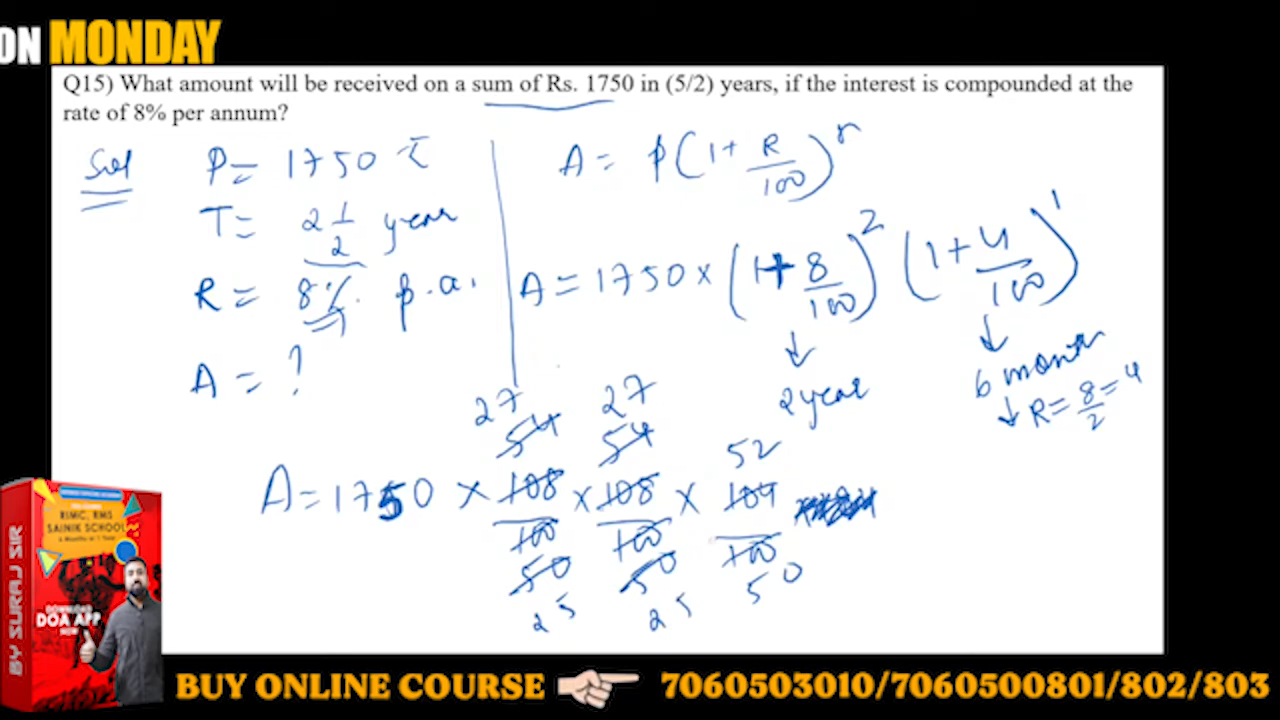 ON MONDAY
Q15) What amount will be received on a sum of Rs. 1750 in (5/2) years, if the interest is compounded at the
rate of 8% per annum?
Sol
P = 1750 ₹
T = 2 1/2 year
R = 8% p.a.
A = ?
A = P(1+R/100)^n
A = 1750 × (1+8/100)^2 (1+4/100)^1
↓ 2 year
↓ 6 month
↓ R = 8/2 = 4
27 27
54 54 52
A = 1750 × 108/100 × 108/100 × 104/100
50 50 50
25 25
BY SURAJ SIR
RIMC, RMS
SAINIK SCHOOL
DOWNLOAD
DOA APP
NOW
BUY ONLINE COURSE 7060503010/7060500801/802/803